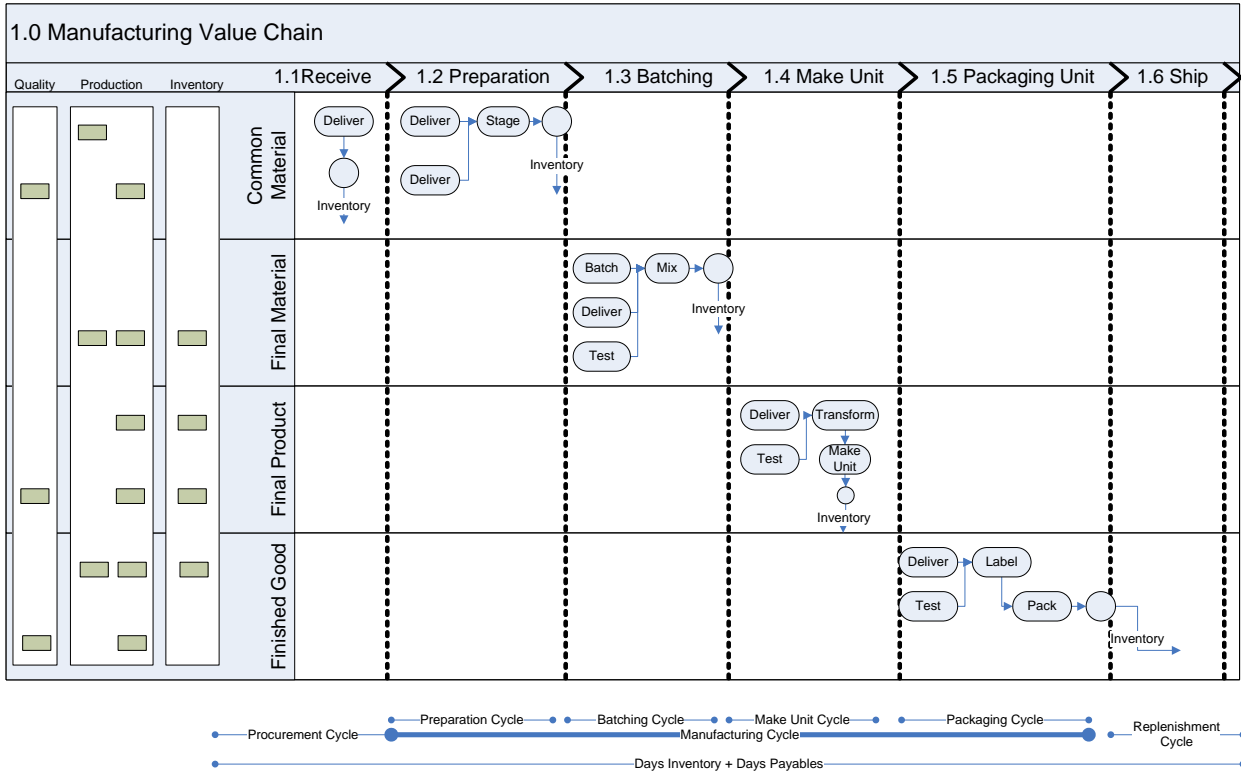 1.0 Manufacturing Value Chain
Quality Production Inventory 1.1Receive 1.2 Preparation 1.3 Batching 1.4 Make Unit 1.5 Packaging Unit 1.6 Ship
Common
Material
Deliver
Inventory
Deliver Stage
Deliver
Inventory
Final Material
Batch Mix
Deliver
Test
Inventory
Final Product
Deliver Transform
Test
Make
Unit
Inventory
Finished Good
Deliver Label
Test Pack
Inventory
Preparation Cycle Batching Cycle Make Unit Cycle Packaging Cycle
Procurement Cycle Manufacturing Cycle
Replenishment
Cycle
Days Inventory + Days Payables